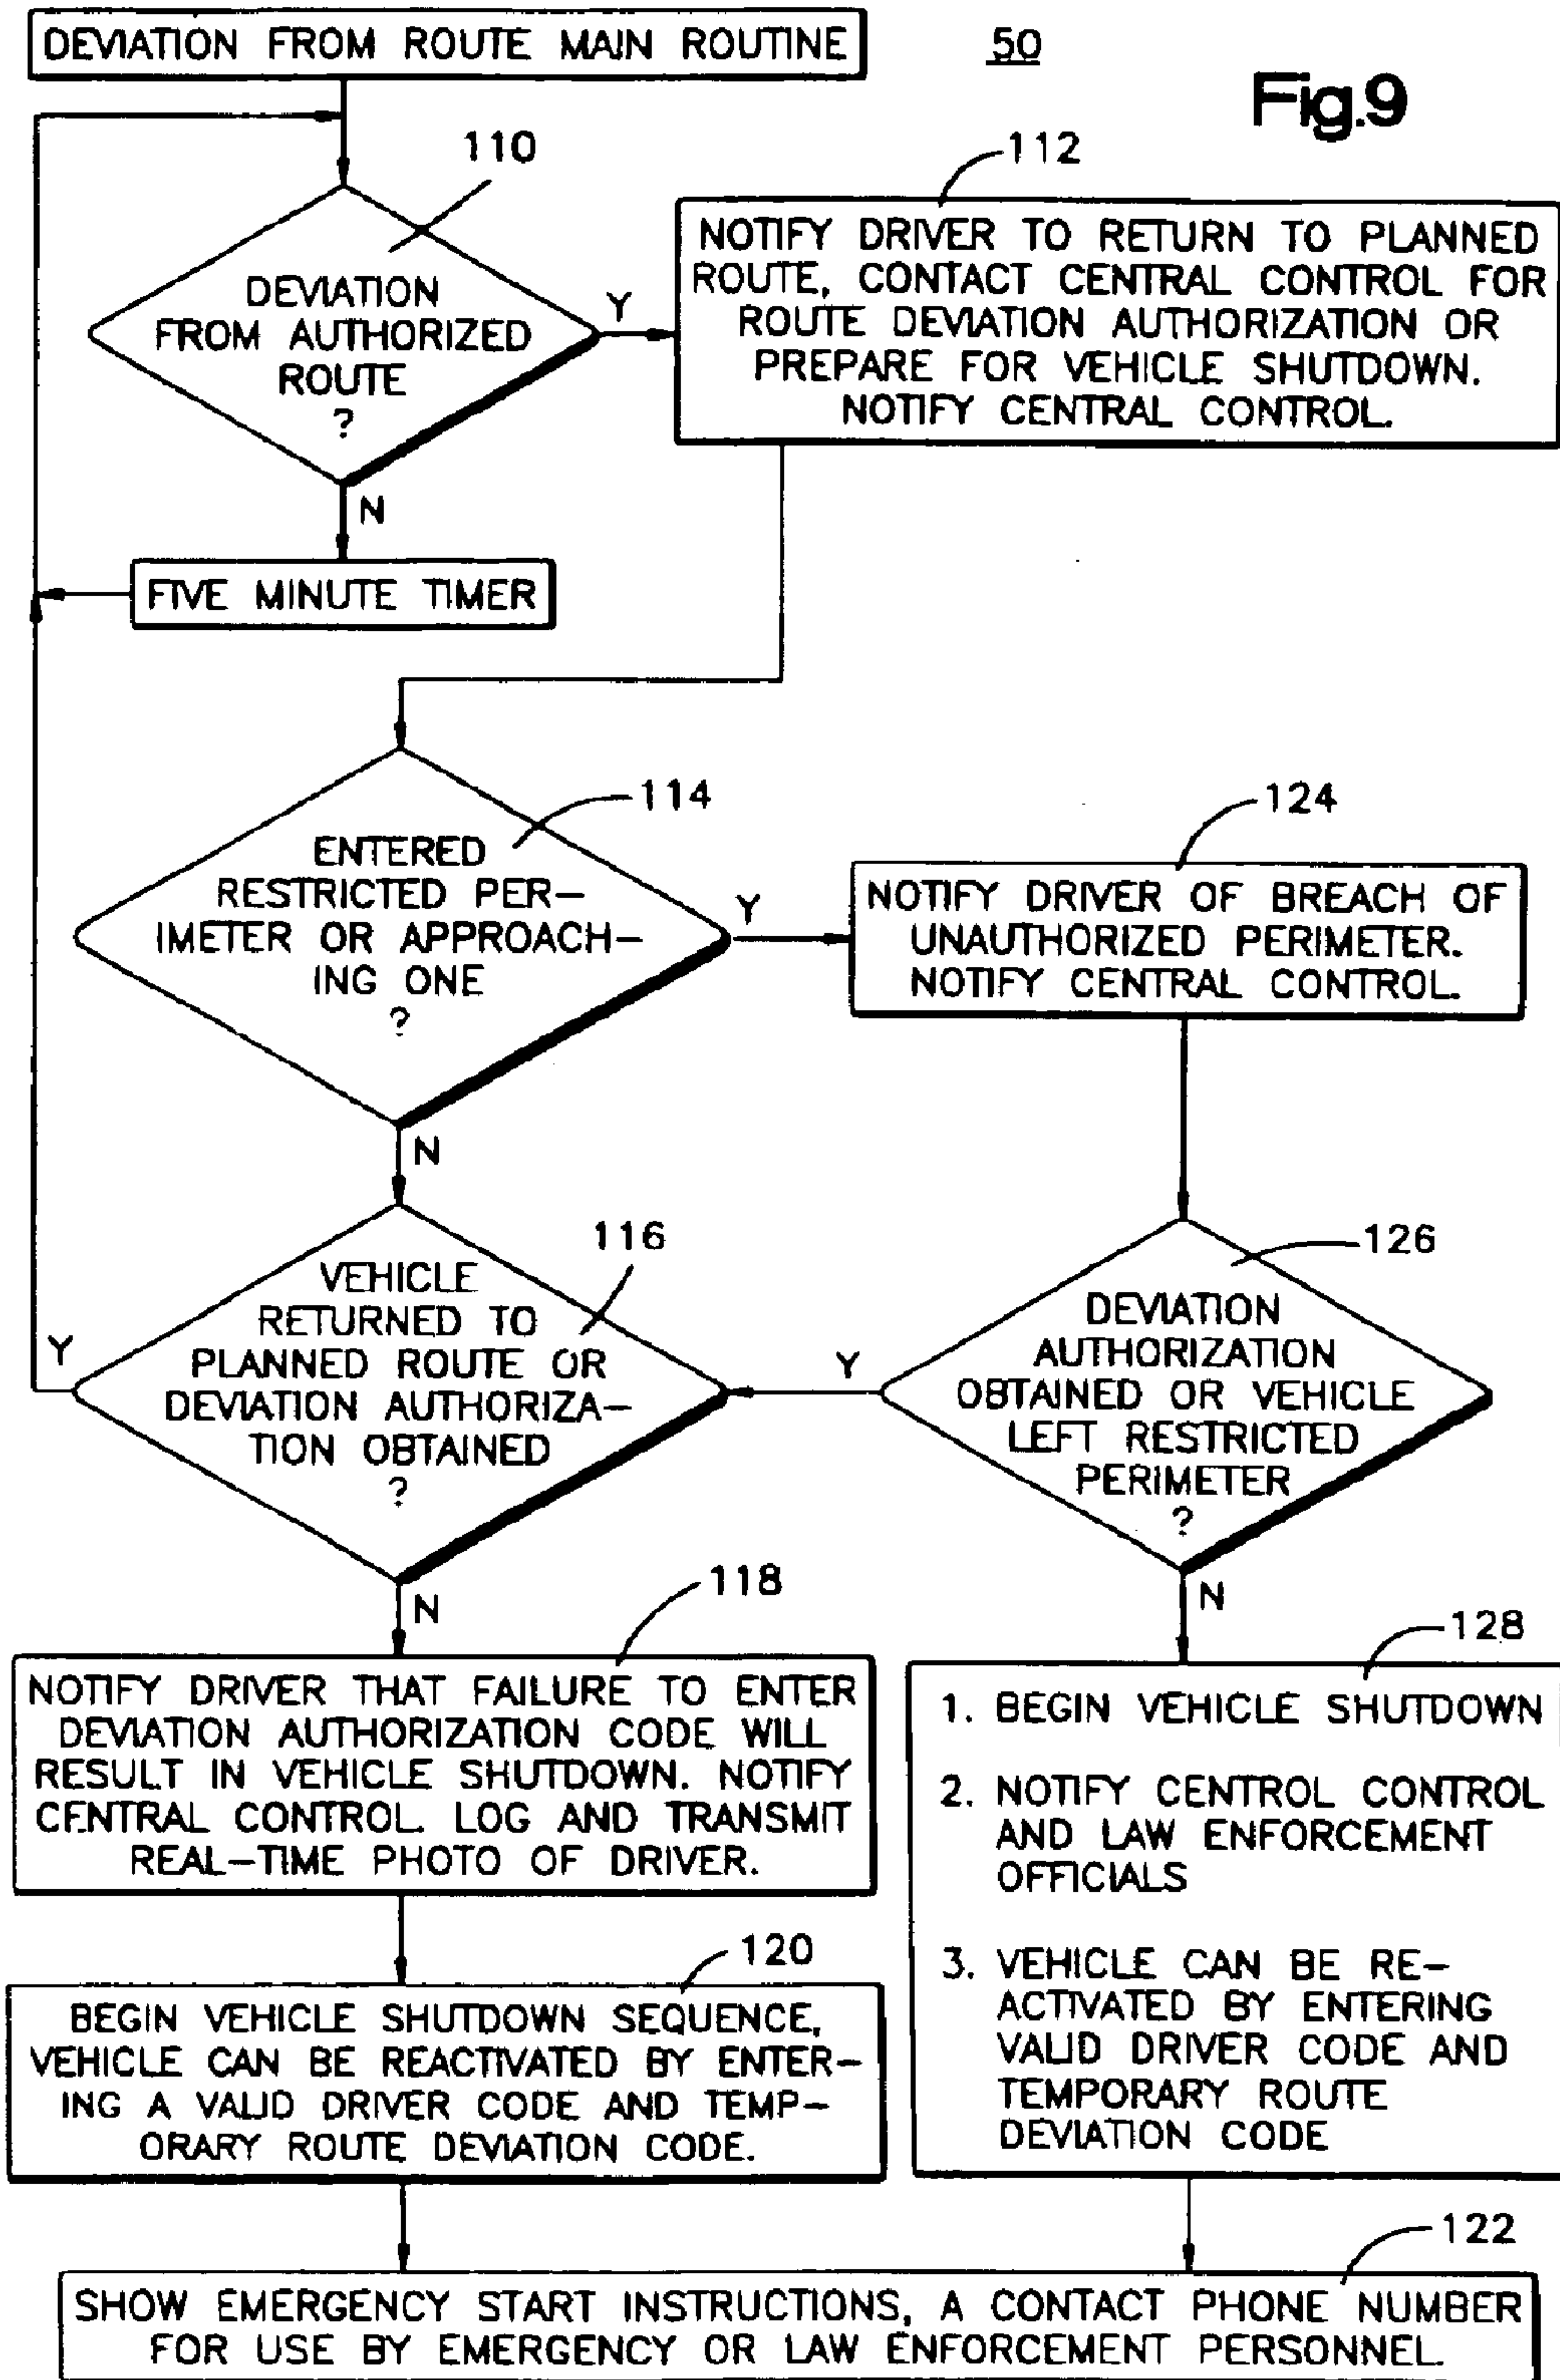 DEVIATION FROM ROUTE MAIN ROUTINE
50
Fig.9
110
112
DEVIATION
FROM AUTHORIZED
ROUTE
?
Y
NOTIFY DRIVER TO RETURN TO PLANNED
ROUTE, CONTACT CENTRAL CONTROL FOR
ROUTE DEVIATION AUTHORIZATION OR
PREPARE FOR VEHICLE SHUTDOWN.
NOTIFY CENTRAL CONTROL.
N
FIVE MINUTE TIMER
114
ENTERED
RESTRICTED PER-
IMETER OR APPROACH-
ING ONE
?
Y
124
NOTIFY DRIVER OF BREACH OF
UNAUTHORIZED PERIMETER.
NOTIFY CENTRAL CONTROL.
N
116
VEHICLE
RETURNED TO
PLANNED ROUTE OR
DEVIATION AUTHORIZA-
TION OBTAINED
?
Y
126
DEVIATION
AUTHORIZATION
OBTAINED OR VEHICLE
LEFT RESTRICTED
PERIMETER
?
Y
N
118
NOTIFY DRIVER THAT FAILURE TO ENTER
DEVIATION AUTHORIZATION CODE WILL
RESULT IN VEHICLE SHUTDOWN. NOTIFY
CENTRAL CONTROL. LOG AND TRANSMIT
REAL-TIME PHOTO OF DRIVER.
N
128
1. BEGIN VEHICLE SHUTDOWN
2. NOTIFY CENTRAL CONTROL
AND LAW ENFORCEMENT
OFFICIALS
3. VEHICLE CAN BE RE-
ACTIVATED BY ENTERING
VALID DRIVER CODE AND
TEMPORARY ROUTE
DEVIATION CODE
120
BEGIN VEHICLE SHUTDOWN SEQUENCE,
VEHICLE CAN BE REACTIVATED BY ENTER-
ING A VALID DRIVER CODE AND TEMP-
ORARY ROUTE DEVIATION CODE.
122
SHOW EMERGENCY START INSTRUCTIONS, A CONTACT PHONE NUMBER
FOR USE BY EMERGENCY OR LAW ENFORCEMENT PERSONNEL.